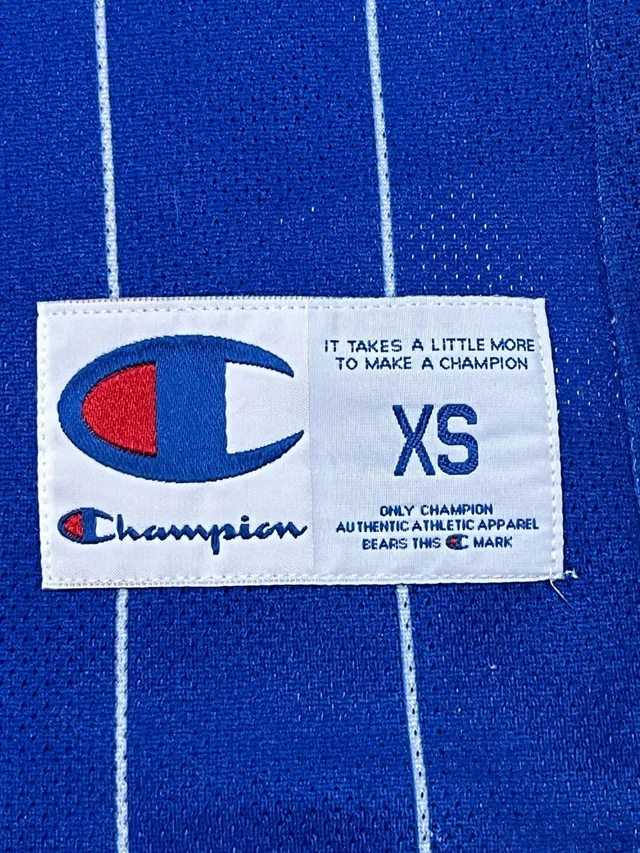 Champion
IT TAKES A LITTLE MORE
TO MAKE A CHAMPION
XS
ONLY CHAMPION
AUTHENTIC ATHLETIC APPAREL
BEARS THIS C MARK